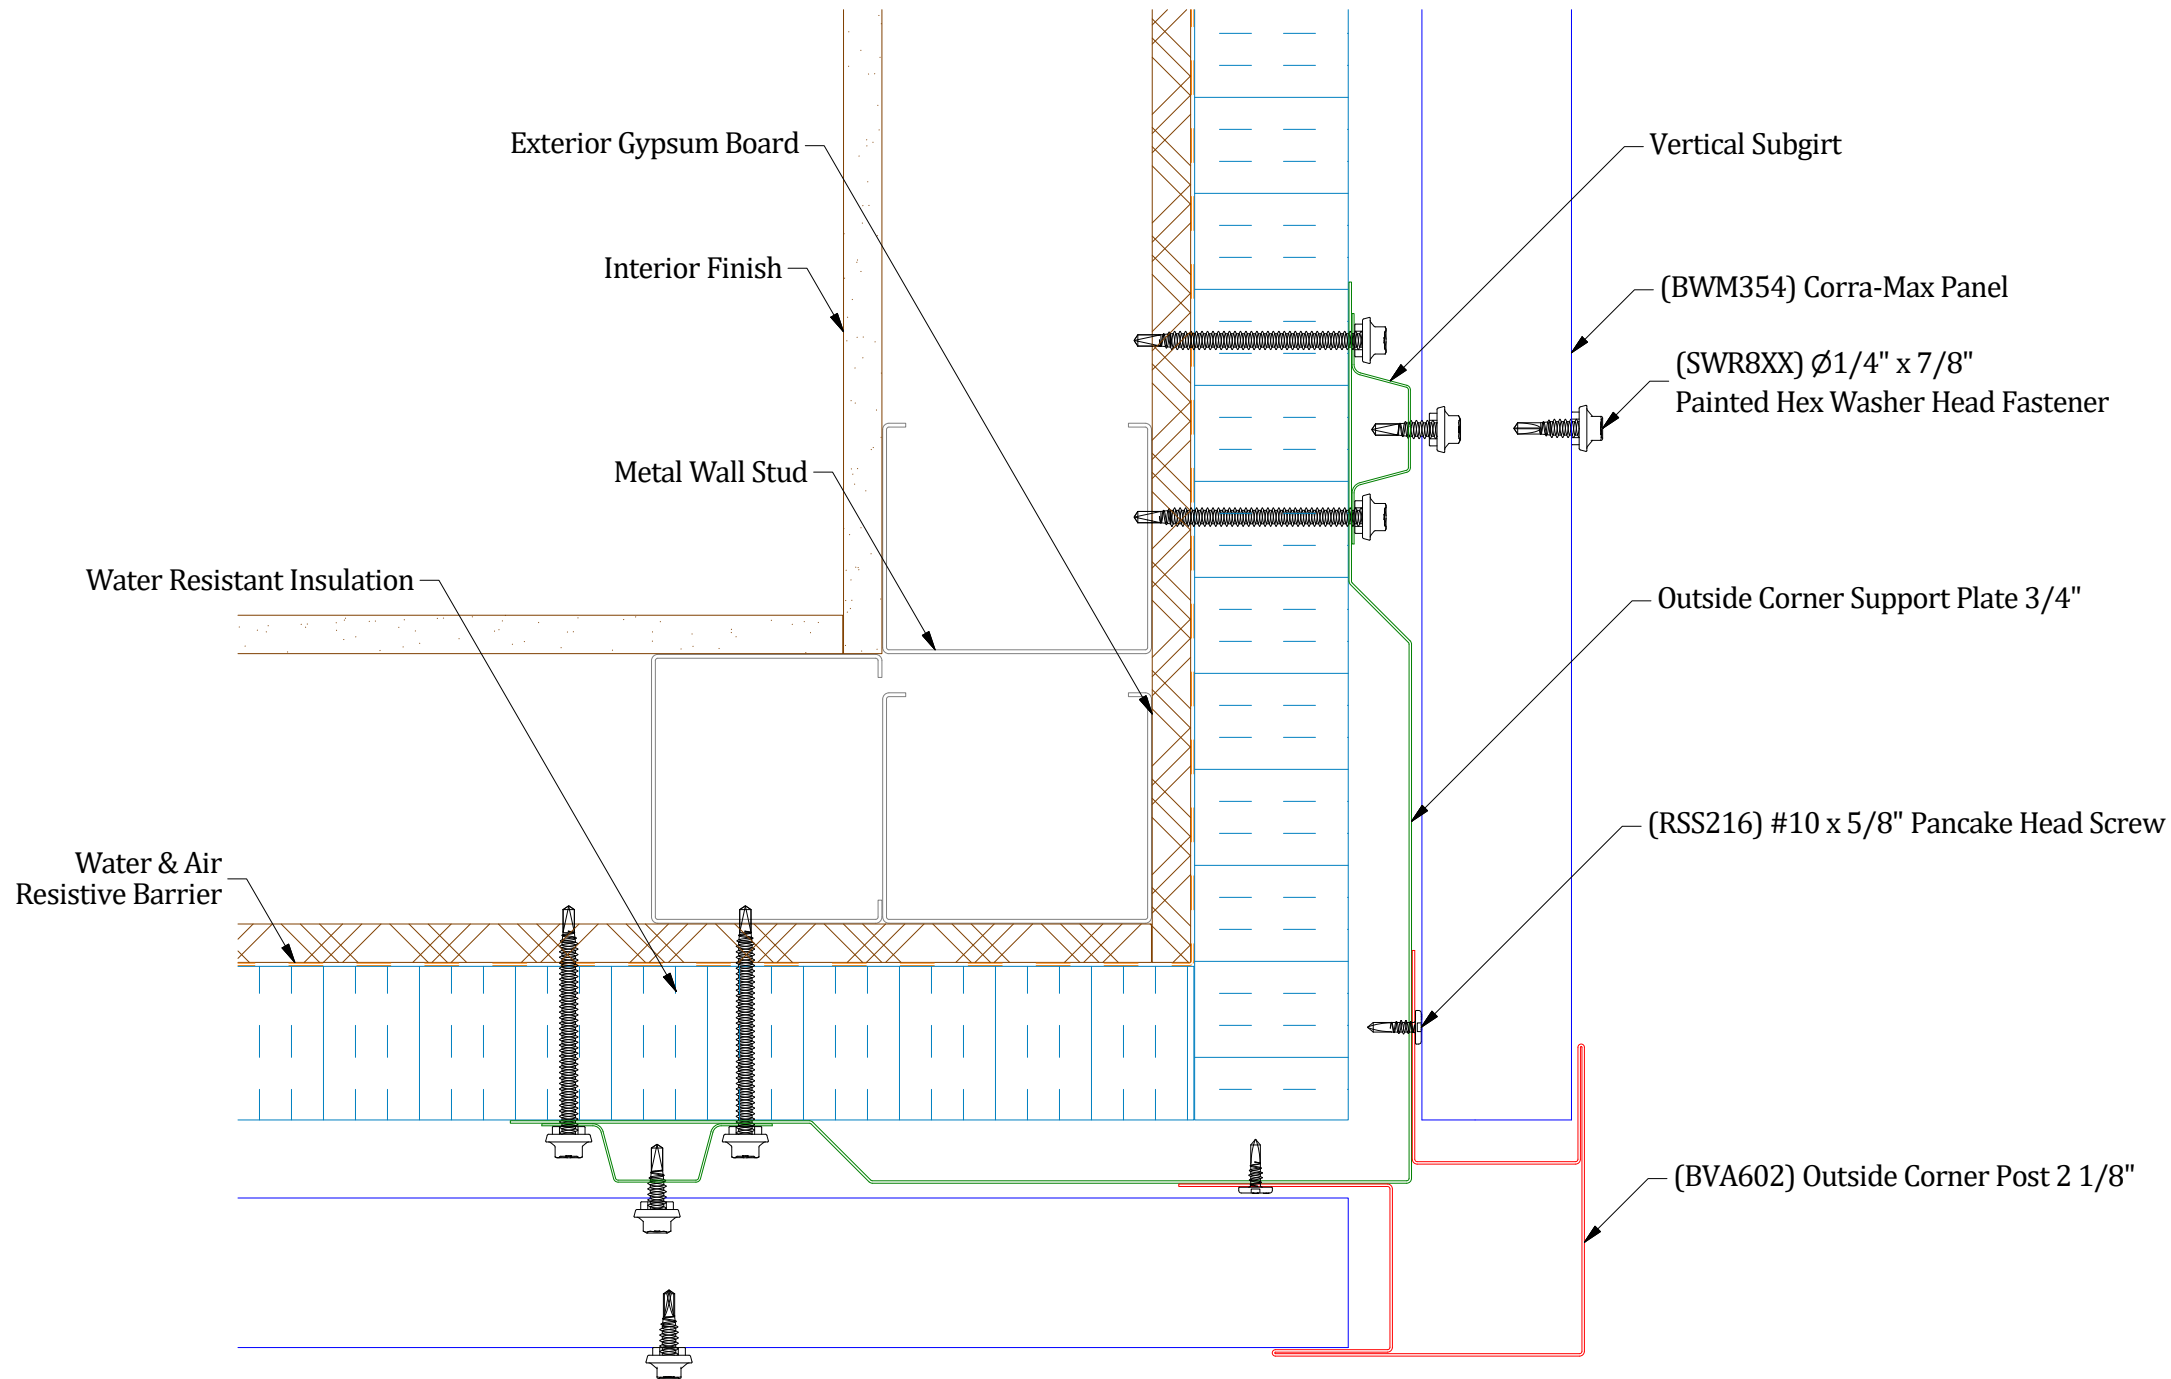 Exterior Gypsum Board
Vertical Subgirt
Interior Finish
(BWM354) Corra-Max Panel
(SWR8XX) Ø1/4" x 7/8"
Painted Hex Washer Head Fastener
Metal Wall Stud
Water Resistant Insulation
Outside Corner Support Plate 3/4"
(RSS216) #10 x 5/8" Pancake Head Screw
Water & Air
Resistive Barrier
(BVA602) Outside Corner Post 2 1/8"